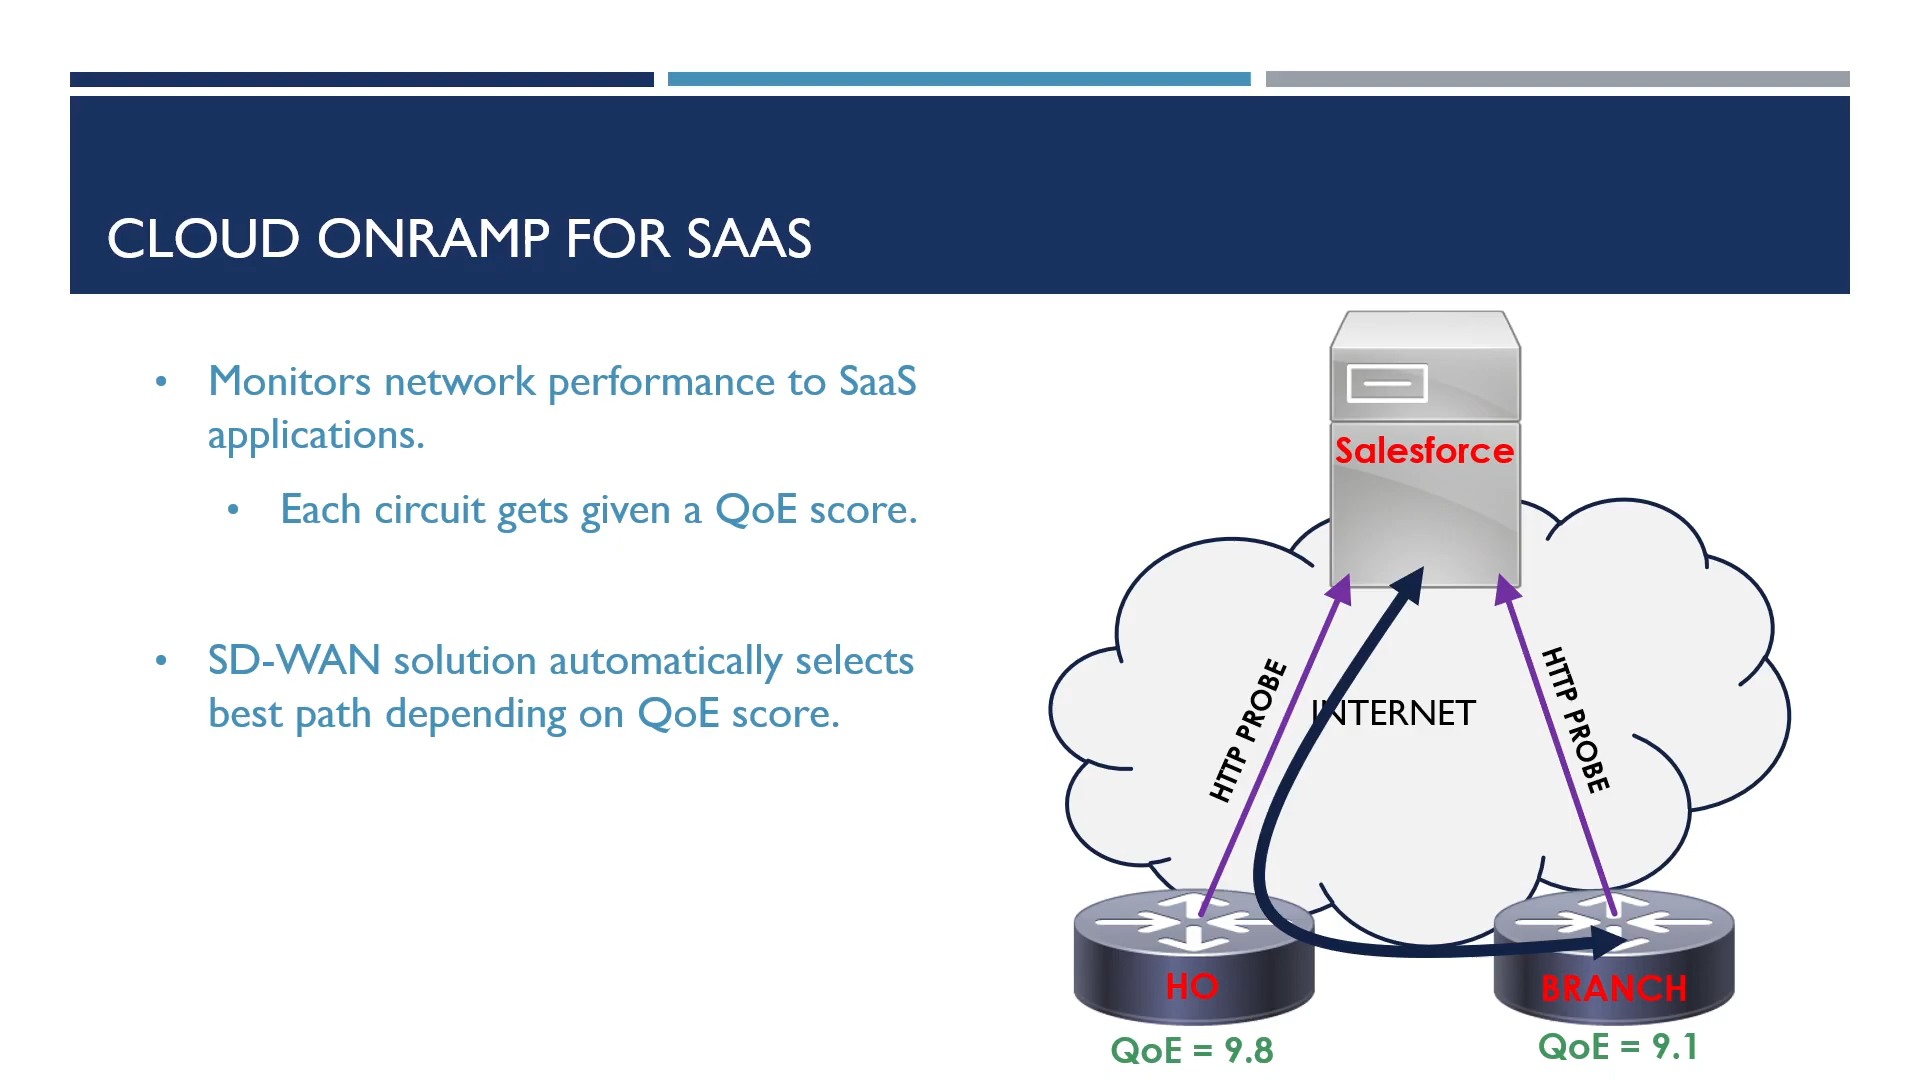 CLOUD ONRAMP FOR SAAS
• Monitors network performance to SaaS
applications.
• Each circuit gets given a QoE score.
• SD-WAN solution automatically selects
best path depending on QoE score.
Salesforce
HTTP PROBE
INTERNET
HTTP PROBE
HO
BRANCH
QoE = 9.8
QoE = 9.1